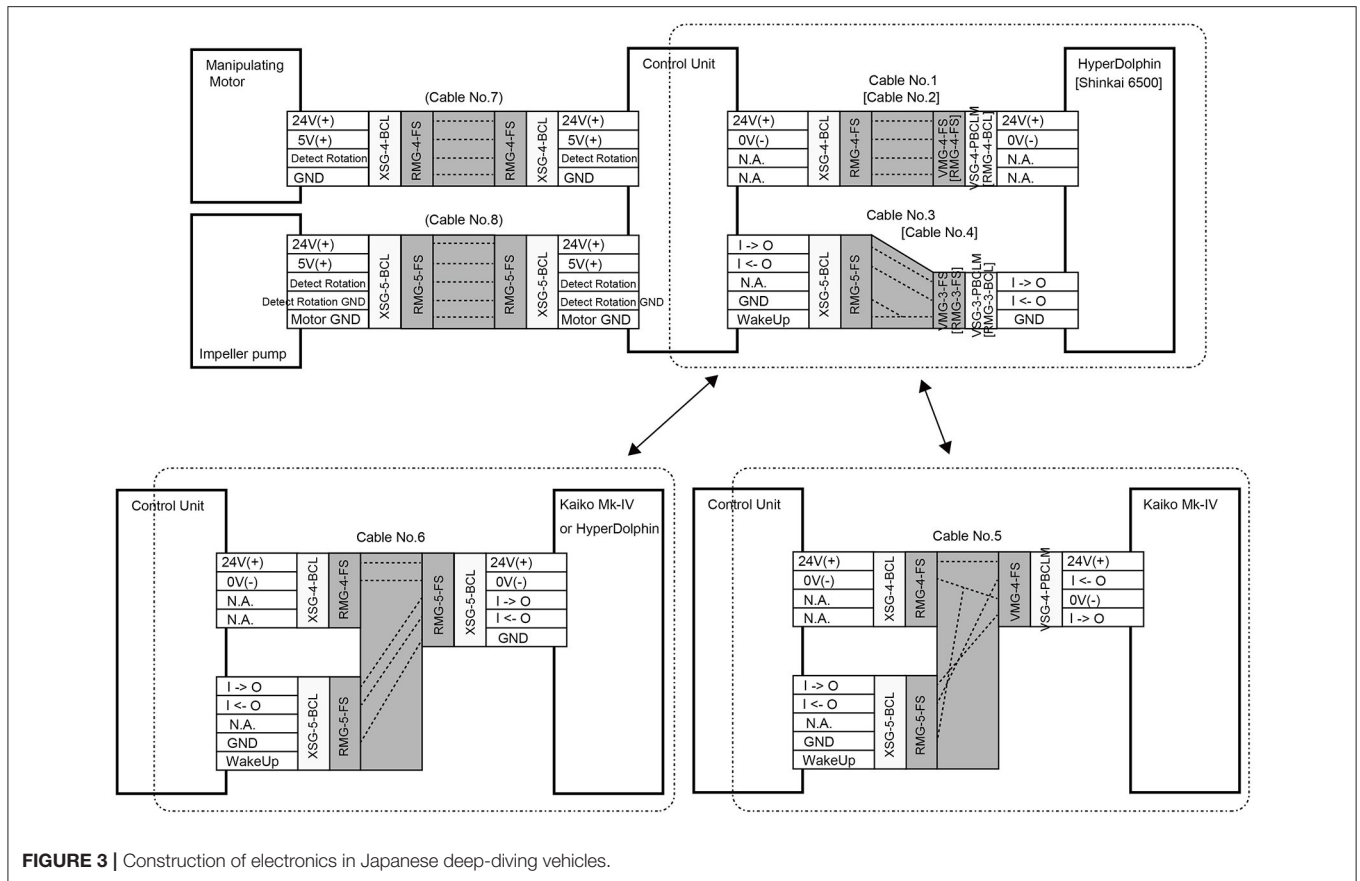 Manipulating
Motor
(Cable No.7)
24V(+)
5V(+)
Detect Rotation
GND
XSG-4-BCL
RMG-4-FS
RMG-4-FS
XSG-4-BCL
24V(+)
5V(+)
Detect Rotation
GND
Impeller pump
(Cable No.8)
24V(+)
5V(+)
Detect Rotation
Detect Rotation GND
Motor GND
XSG-5-BCL
RMG-5-FS
RMG-5-FS
XSG-5-BCL
24V(+)
5V(+)
Detect Rotation
Detect Rotation GND
Motor GND
Control Unit
Cable No.1
[Cable No.2]
24V(+)
0V(-)
N.A.
N.A.
XSG-4-BCL
RMG-4-FS
VMG-4-FS
[RMG-4-FS]
VSG-4-PBCLM
[RMG-4-BCL]
24V(+)
0V(-)
N.A.
N.A.
HyperDolphin
[Shinkai 6500]
Cable No.3
[Cable No.4]
I -> O
I <- O
N.A.
GND
WakeUp
XSG-5-BCL
RMG-5-FS
VMG-3-FS
[RMG-3-FS]
VSG-3-PBCLM
[RMG-3-BCL]
I -> O
I <- O
GND
Control Unit
Cable No.6
24V(+)
0V(-)
N.A.
N.A.
XSG-4-BCL
RMG-4-FS
I -> O
I <- O
N.A.
GND
WakeUp
XSG-5-BCL
RMG-5-FS
RMG-5-FS
XSG-5-BCL
24V(+)
0V(-)
I -> O
I <- O
GND
Kaiko Mk-IV
or HyperDolphin
Control Unit
Cable No.5
24V(+)
0V(-)
N.A.
N.A.
XSG-4-BCL
RMG-4-FS
I -> O
I <- O
N.A.
GND
WakeUp
XSG-5-BCL
RMG-5-FS
VMG-4-FS
VSG-4-PBCLM
24V(+)
I <- O
0V(-)
I -> O
Kaiko Mk-IV
FIGURE 3 | Construction of electronics in Japanese deep-diving vehicles.